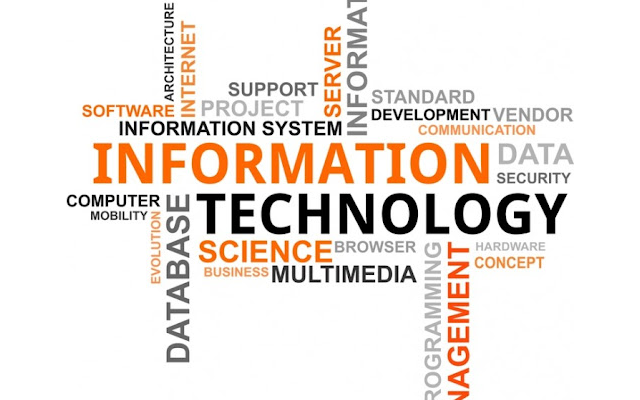 ARCHITECTURE
INTERNET
SERVER
INFORMAT
SUPPORT
STANDARD
SOFTWARE
PROJECT
DEVELOPMENT
VENDOR
INFORMATION SYSTEM
COMMUNICATION
INFORMATION
DATA
SECURITY
COMPUTER
TECHNOLOGY
MOBILITY
EVOLUTION
DATABASE
SCIENCE
BROWSER
HARDWARE
BUSINESS
MULTIMEDIA
CONCEPT
ROGRAMMING
NAGEMENT